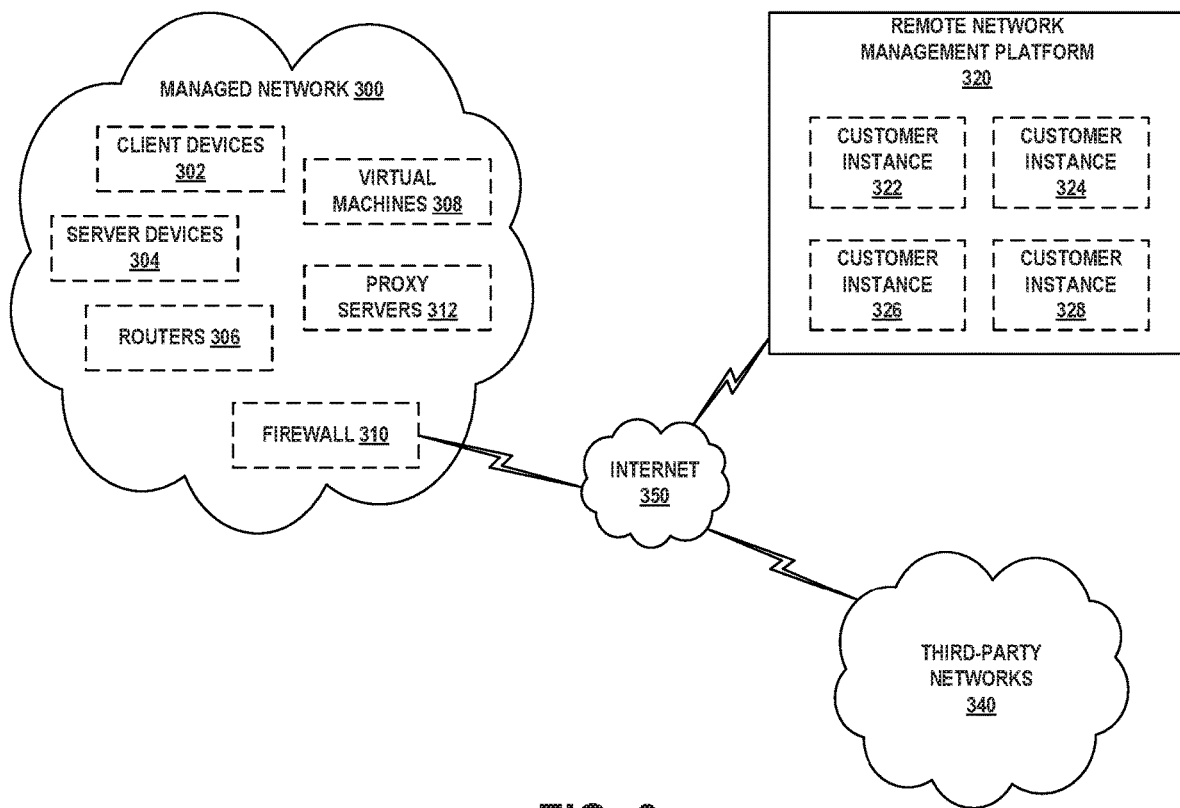 MANAGED NETWORK 300
CLIENT DEVICES
302
VIRTUAL
MACHINES 308
SERVER DEVICES
304
PROXY
SERVERS 312
ROUTERS 306
FIREWALL 310
REMOTE NETWORK
MANAGEMENT PLATFORM
320
CUSTOMER
INSTANCE
322
CUSTOMER
INSTANCE
324
CUSTOMER
INSTANCE
326
CUSTOMER
INSTANCE
328
INTERNET
350
THIRD-PARTY
NETWORKS
340
FIG.